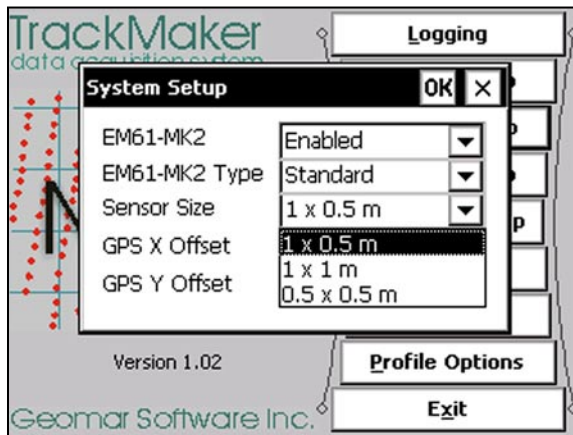 TrackMaker
data acquisition system
Logging
System Setup
OK
EM61-MK2
Enabled
EM61-MK2 Type
Standard
Sensor Size
1 x 0.5 m
1 x 0.5 m
1 x 1 m
0.5 x 0.5 m
GPS X Offset
GPS Y Offset
Version 1.02
Profile Options
Exit
Geomar Software Inc.